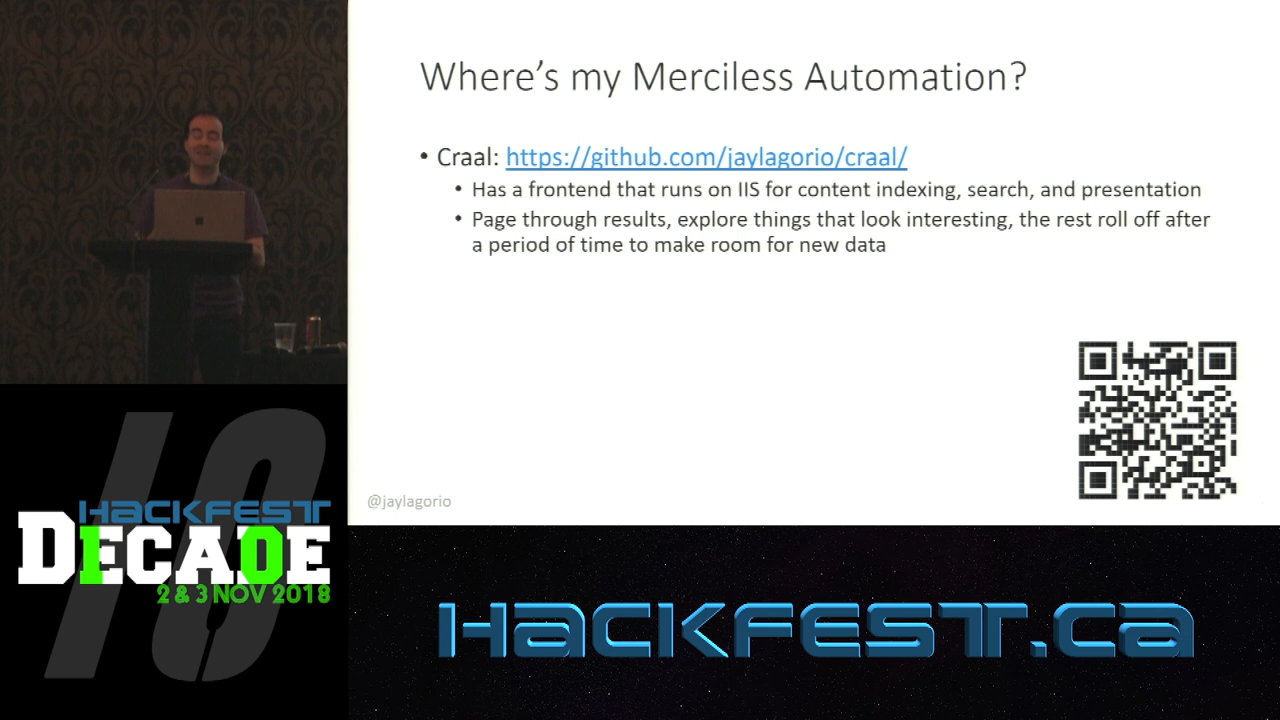 Where's my Merciless Automation?
• Craal: https://github.com/jaylagorio/craal/
• Has a frontend that runs on IIS for content indexing, search, and presentation
• Page through results, explore things that look interesting, the rest roll off after
a period of time to make room for new data
@jaylagorio
10
HACKFEST
DECADE
2 & 3 NOV 2018
HACKFEST.Ca